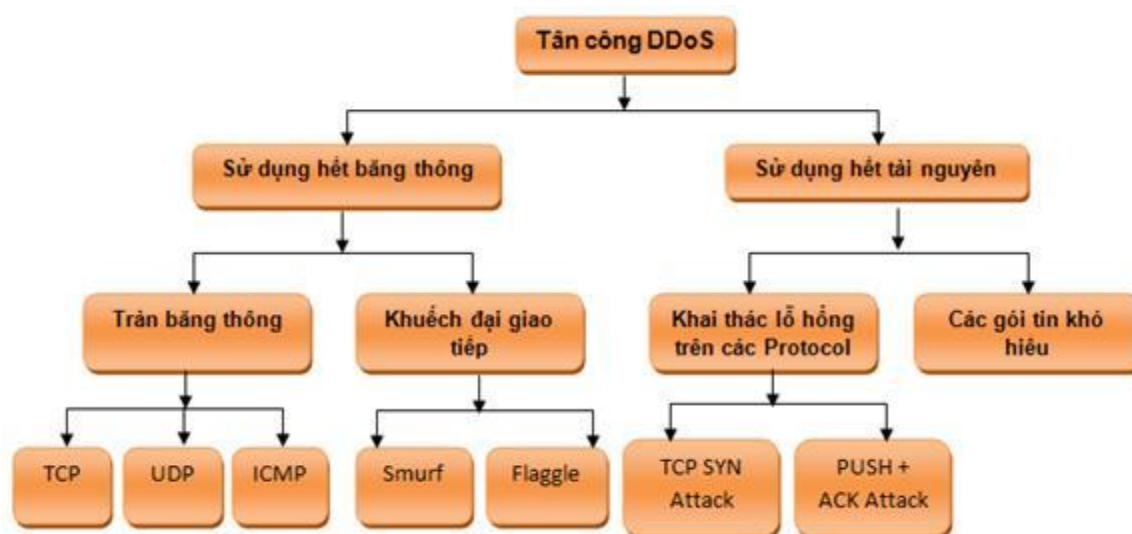 Tân công DDoS
Sử dụng hết băng thông
Sử dụng hết tài nguyên
Tràn băng thông
Khuếch đại giao
tiếp
Khai thác lỗ hổng
trên các Protocol
Các gói tin khó
hiêu
TCP
UDP
ICMP
Smurf
Flaggle
TCP SYN
Attack
PUSH +
ACK Attack